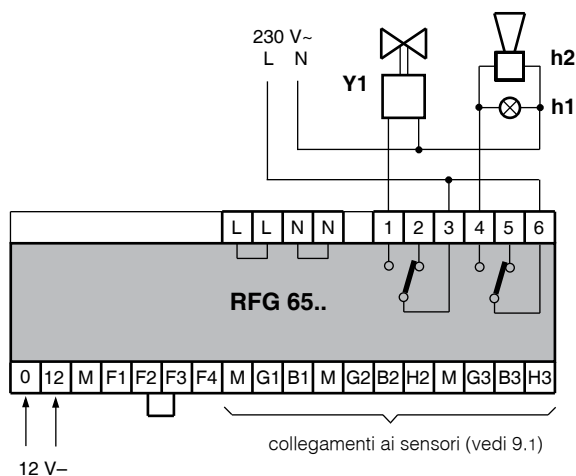 230 V~
L N
Y1
h2
h1
L L N N 1 2 3 4 5 6
RFG 65..
0 12 M F1 F2 F3 F4 M G1 B1 M G2 B2 H2 M G3 B3 H3
collegamenti ai sensori (vedi 9.1)
12 V–